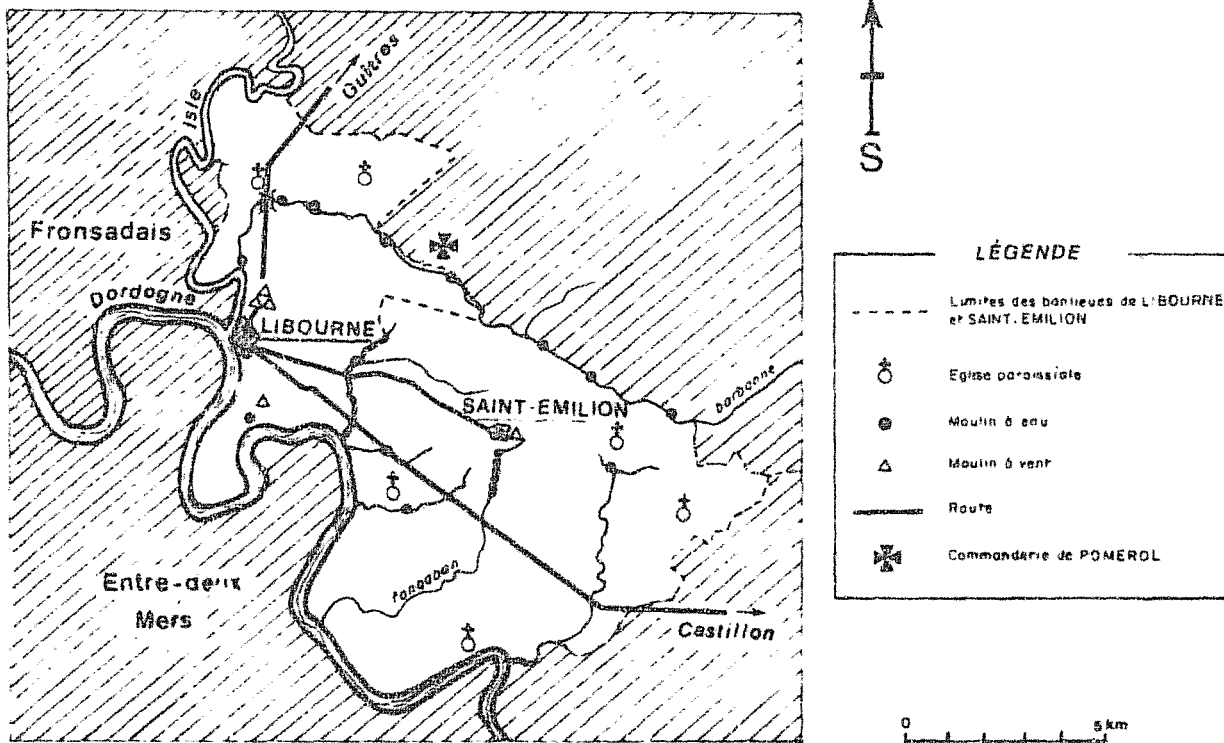 Guîtres
Isle
Fronsadais
Dordogne
LIBOURNE
SAINT-EMILION
barbanne
Entre-deux
Mers
Castillon
S
LÉGENDE
Limites des banlieues de LIBOURNE
et SAINT-EMILION
Eglise paroissiale
Moulin à eau
Moulin à vent
Route
Commanderie de POMEROL
0 5 km